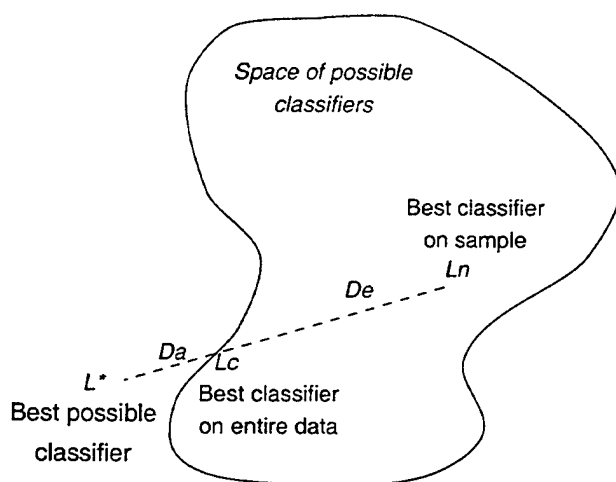 Space of possible
classifiers
Best classifier
on sample
Ln
De
Da
Lc
L*
Best classifier
on entire data
Best possible
classifier